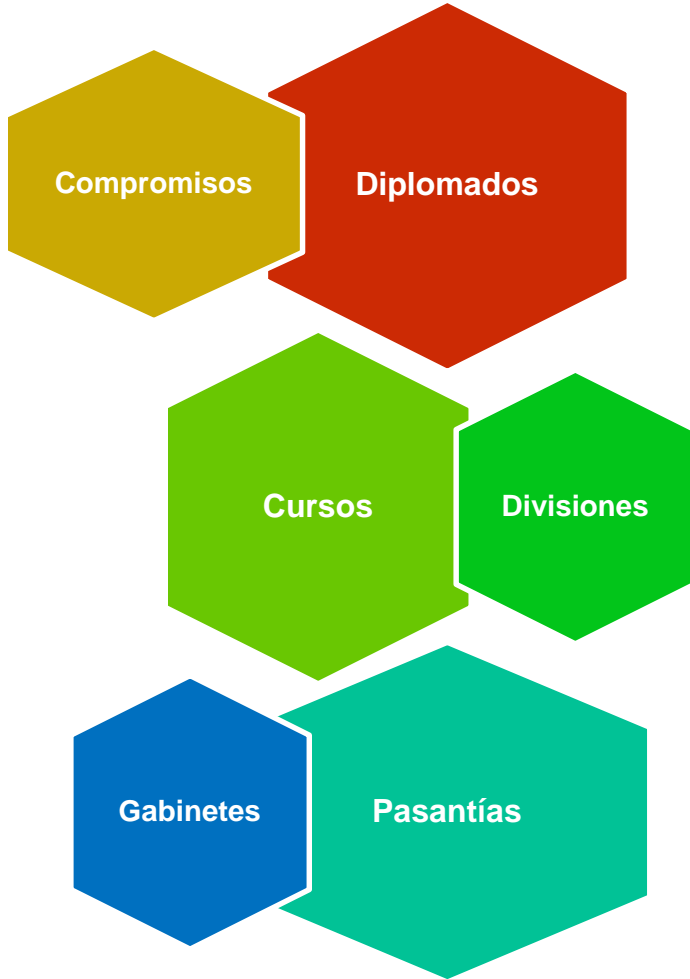 Compromisos
Diplomados
Cursos
Divisiones
Gabinetes
Pasantías